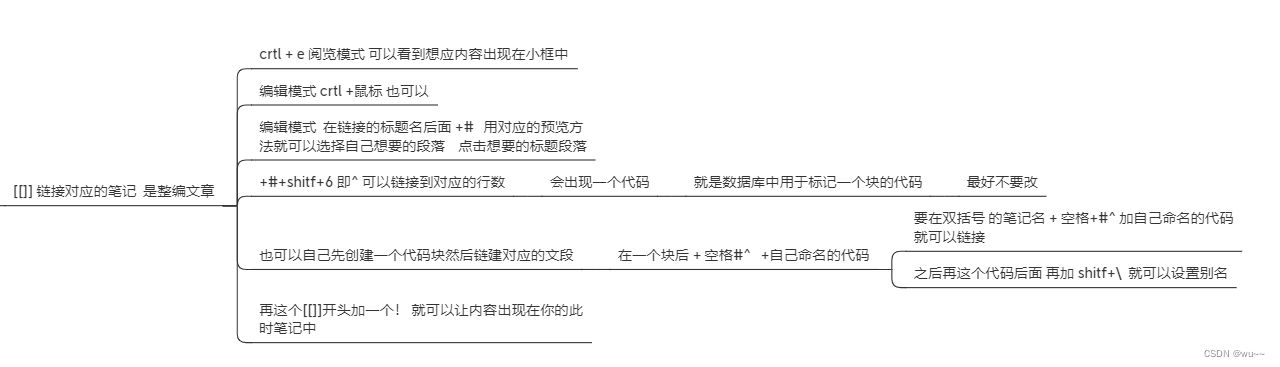 crtl + e 阅览模式 可以看到想应内容出现在小框中
编辑模式 crtl +鼠标 也可以
编辑模式 在链接的标题名后面 +# 用对应的预览方
法就可以选择自己想要的段落 点击想要的标题段落
[[]] 链接对应的笔记 是整编文章
+#+shitf+6 即^ 可以链接到对应的行数
会出现一个代码
就是数据库中用于标记一个块的代码
最好不要改
也可以自己先创建一个代码块然后链建对应的文段
在一个块后 + 空格#^ +自己命名的代码
要在双括号 的笔记名 + 空格+#^ 加自己命名的代码
就可以链接
之后再这个代码后面 再加 shitf+\ 就可以设置别名
再这个[[]]开头加一个！ 就可以让内容出现在你的此
时笔记中
CSDN @wu~~